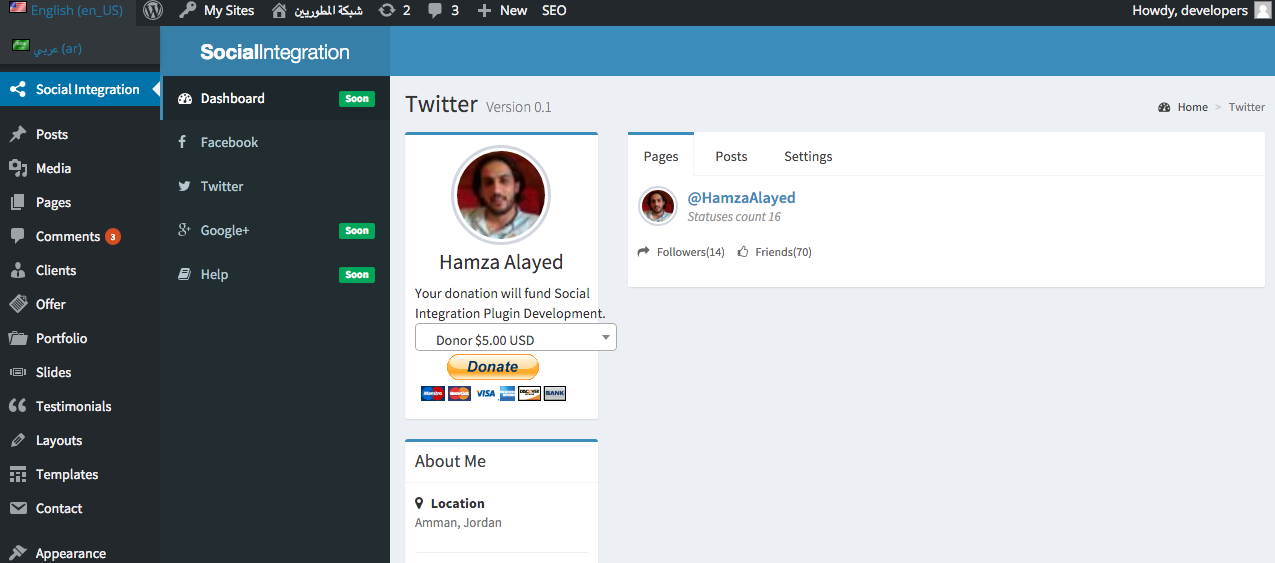 English (en_US)
My Sites
شبكة المطوريين
2
3
New
SEO
Howdy, developers
عربي (ar)
SocialIntegration
Social Integration
Posts
Media
Pages
Comments 3
Clients
Offer
Portfolio
Slides
Testimonials
Layouts
Templates
Contact
Appearance
Dashboard Soon
Facebook
Twitter
Google+ Soon
Help Soon
Twitter Version 0.1
Home > Twitter
Hamza Alayed
Your donation will fund Social
Integration Plugin Development.
Donor $5.00 USD
Donate
Maestro MasterCard VISA DISCOVER BANK
About Me
Location
Amman, Jordan
Pages Posts Settings
@HamzaAlayed
Statuses count 16
Followers(14) Friends(70)